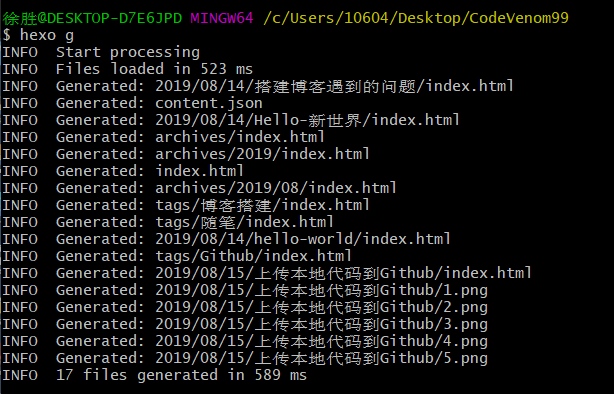 徐胜@DESKTOP-D7E6JPD MINGW64 /c/Users/10604/Desktop/CodeVenom99
$ hexo g
INFO  Start processing
INFO  Files loaded in 523 ms
INFO  Generated: 2019/08/14/搭建博客遇到的问题/index.html
INFO  Generated: content.json
INFO  Generated: 2019/08/14/Hello-新世界/index.html
INFO  Generated: archives/index.html
INFO  Generated: archives/2019/index.html
INFO  Generated: index.html
INFO  Generated: archives/2019/08/index.html
INFO  Generated: tags/博客搭建/index.html
INFO  Generated: tags/随笔/index.html
INFO  Generated: 2019/08/14/hello-world/index.html
INFO  Generated: tags/Github/index.html
INFO  Generated: 2019/08/15/上传本地代码到Github/index.html
INFO  Generated: 2019/08/15/上传本地代码到Github/1.png
INFO  Generated: 2019/08/15/上传本地代码到Github/2.png
INFO  Generated: 2019/08/15/上传本地代码到Github/3.png
INFO  Generated: 2019/08/15/上传本地代码到Github/4.png
INFO  Generated: 2019/08/15/上传本地代码到Github/5.png
INFO  17 files generated in 589 ms